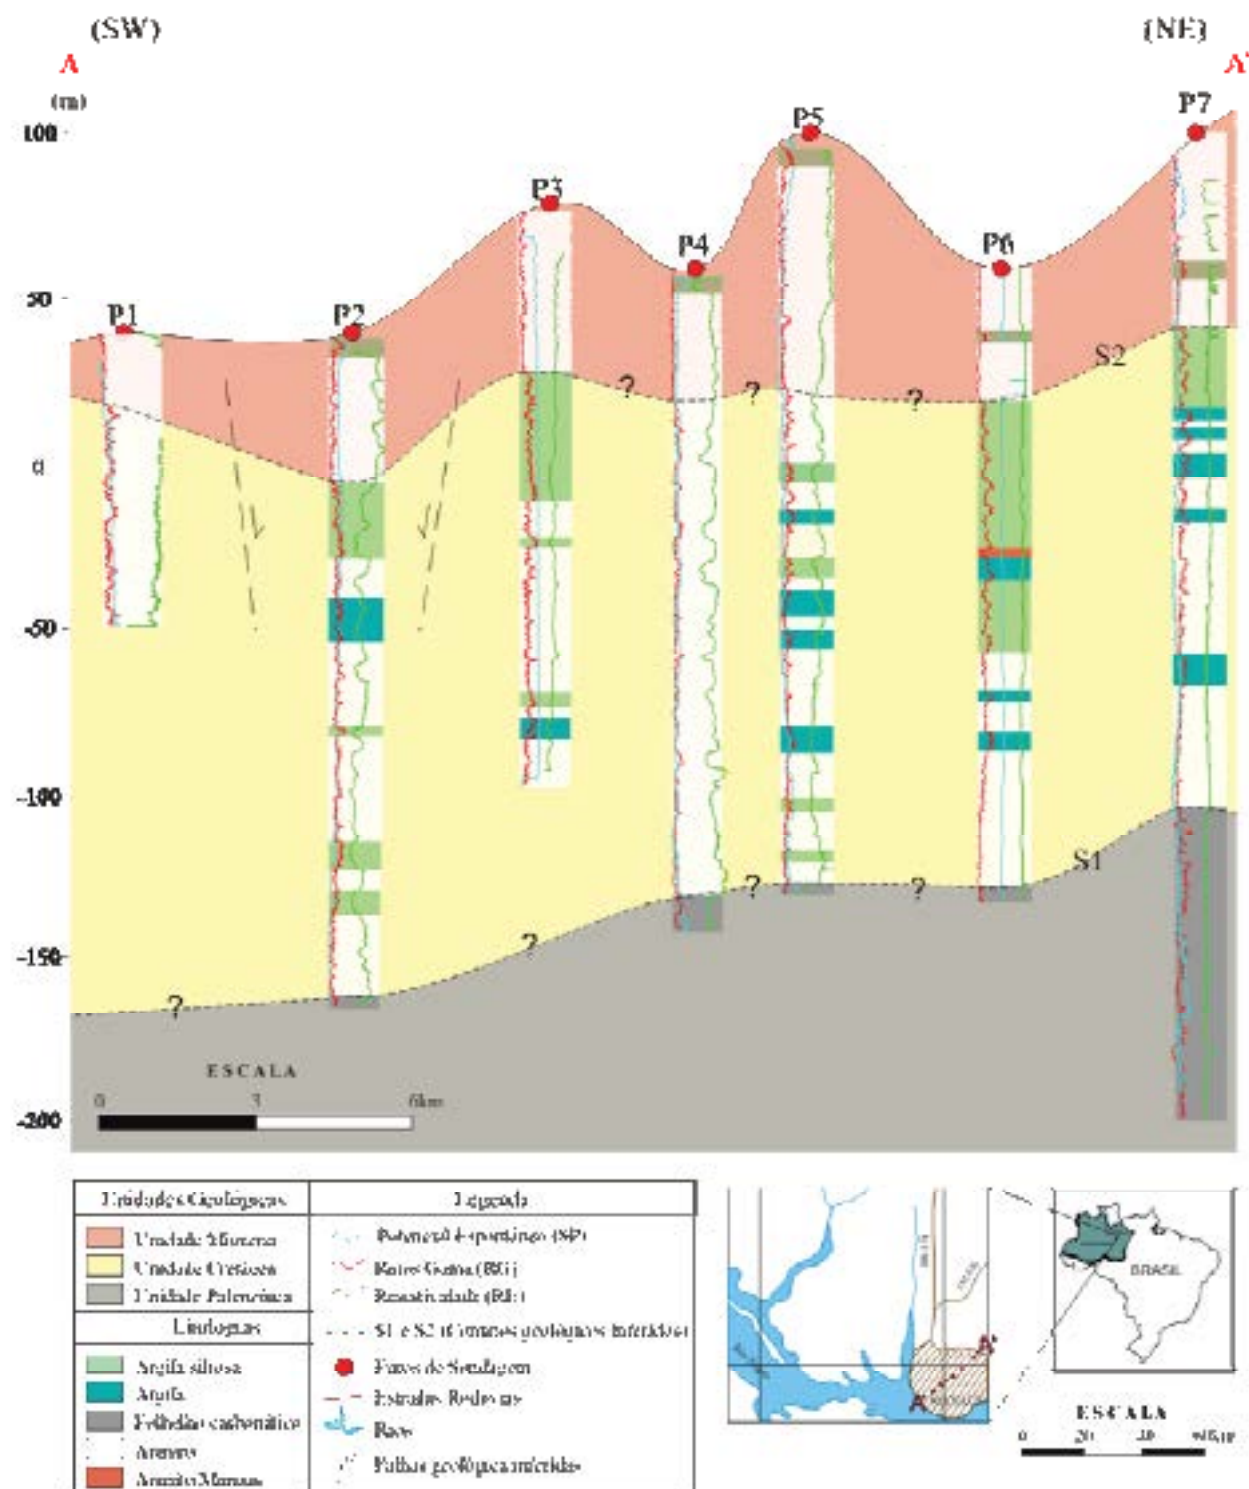 (SW)
(NE)
A
A'
(m)
100
50
0
-50
-100
-150
-200
P1
P2
P3
P4
P5
P6
P7
?
?
?
S2
S1
?
?
?
?
ESCALA
0 3 6km
Unidades Geológicas
Unidade Miocena
Unidade Cretácea
Unidade Paleozóica
Litologias
Argila siltosa
Argila
Folhelho carbonático
Arenito Manaus
Legenda
Potencial Espontâneo (SP)
Raios Gama (RG)
Resistividade (RE)
S1 e S2 (Contatos geológicos inferidos)
Furos de Sondagem
Estradas Rodovias
Rios
Falhas geológicas inferidas
A'
A
BRASIL
ESCALA
0 20